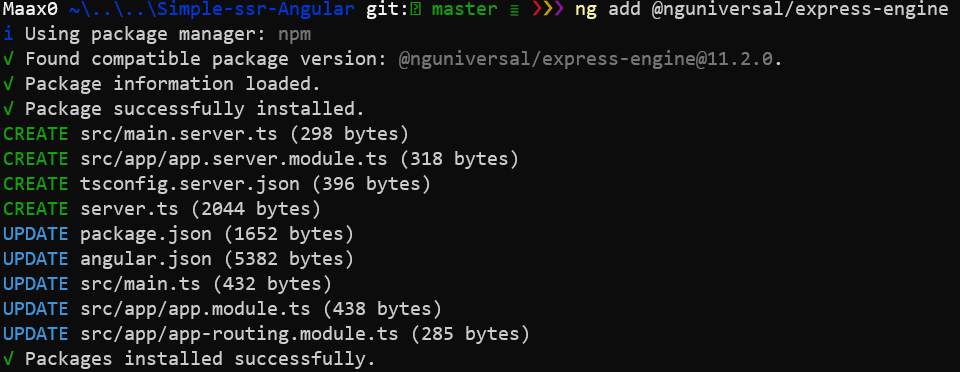 Maax0 ~\..\..\Simple-ssr-Angular git: master ≡ ❯❯❯ ng add @nguniversal/express-engine
i Using package manager: npm
√ Found compatible package version: @nguniversal/express-engine@11.2.0.
√ Package information loaded.
√ Package successfully installed.
CREATE src/main.server.ts (298 bytes)
CREATE src/app/app.server.module.ts (318 bytes)
CREATE tsconfig.server.json (396 bytes)
CREATE server.ts (2044 bytes)
UPDATE package.json (1652 bytes)
UPDATE angular.json (5382 bytes)
UPDATE src/main.ts (432 bytes)
UPDATE src/app/app.module.ts (438 bytes)
UPDATE src/app/app-routing.module.ts (285 bytes)
√ Packages installed successfully.